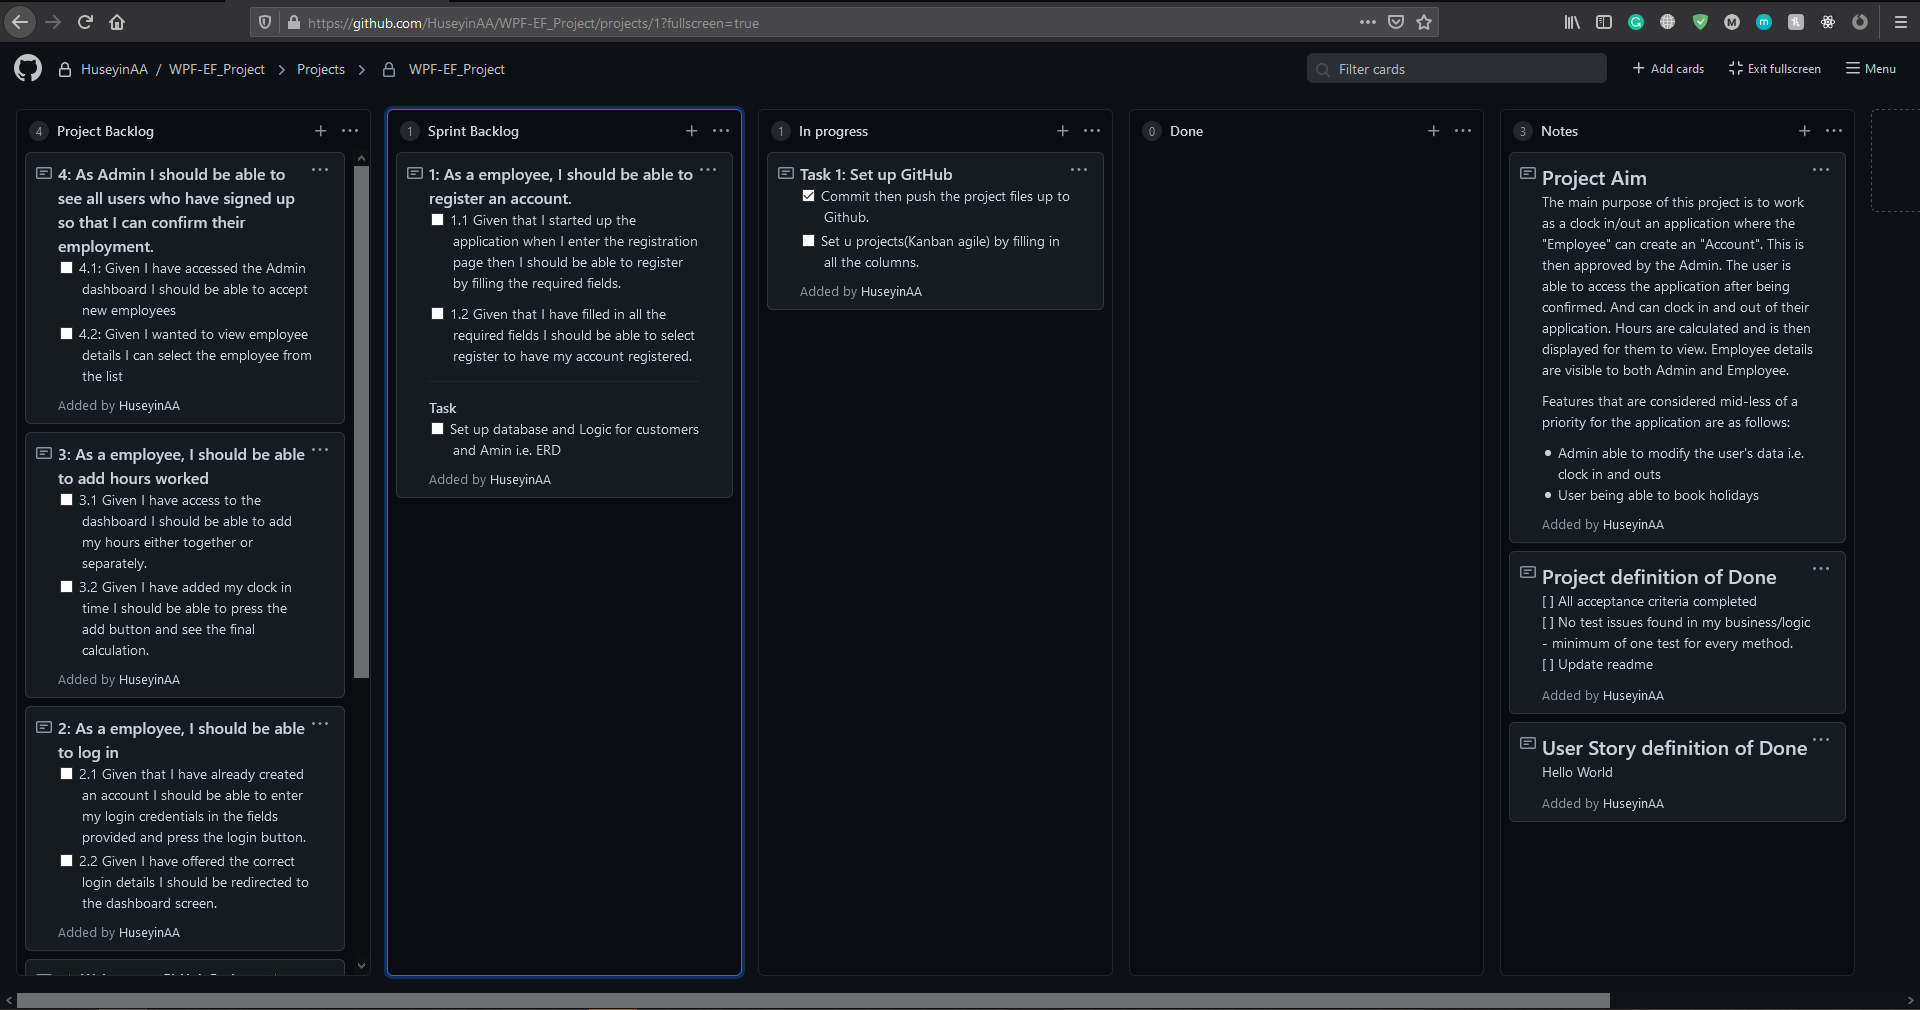 https://github.com/HuseyinAA/WPF-EF_Project/projects/1?fullscreen=true
HuseyinAA / WPF-EF_Project > Projects > WPF-EF_Project
Filter cards
Add cards
Exit fullscreen
Menu
4 Project Backlog
4: As Admin I should be able to
see all users who have signed up
so that I can confirm their
employment.
4.1: Given I have accessed the Admin
dashboard I should be able to accept
new employees
4.2: Given I wanted to view employee
details I can select the employee from
the list
Added by HuseyinAA
3: As a employee, I should be able
to add hours worked
3.1 Given I have access to the
dashboard I should be able to add
my hours either together or
separately.
3.2 Given I have added my clock in
time I should be able to press the
add button and see the final
calculation.
Added by HuseyinAA
2: As a employee, I should be able
to log in
2.1 Given that I have already created
an account I should be able to enter
my login credentials in the fields
provided and press the login button.
2.2 Given I have offered the correct
login details I should be redirected to
the dashboard screen.
Added by HuseyinAA
1 Sprint Backlog
1: As a employee, I should be able to
register an account.
1.1 Given that I started up the
application when I enter the registration
page then I should be able to register
by filling the required fields.
1.2 Given that I have filled in all the
required fields I should be able to select
register to have my account registered.
Task
Set up database and Logic for customers
and Amin i.e. ERD
Added by HuseyinAA
1 In progress
Task 1: Set up GitHub
Commit then push the project files up to
Github.
Set u projects(Kanban agile) by filling in
all the columns.
Added by HuseyinAA
0 Done
3 Notes
Project Aim
The main purpose of this project is to work
as a clock in/out an application where the
"Employee" can create an "Account". This is
then approved by the Admin. The user is
able to access the application after being
confirmed. And can clock in and out of their
application. Hours are calculated and is then
displayed for them to view. Employee details
are visible to both Admin and Employee.
Features that are considered mid-less of a
priority for the application are as follows:
Admin able to modify the user's data i.e.
clock in and outs
User being able to book holidays
Added by HuseyinAA
Project definition of Done
[ ] All acceptance criteria completed
[ ] No test issues found in my business/logic
- minimum of one test for every method.
[ ] Update readme
Added by HuseyinAA
User Story definition of Done
Hello World
Added by HuseyinAA